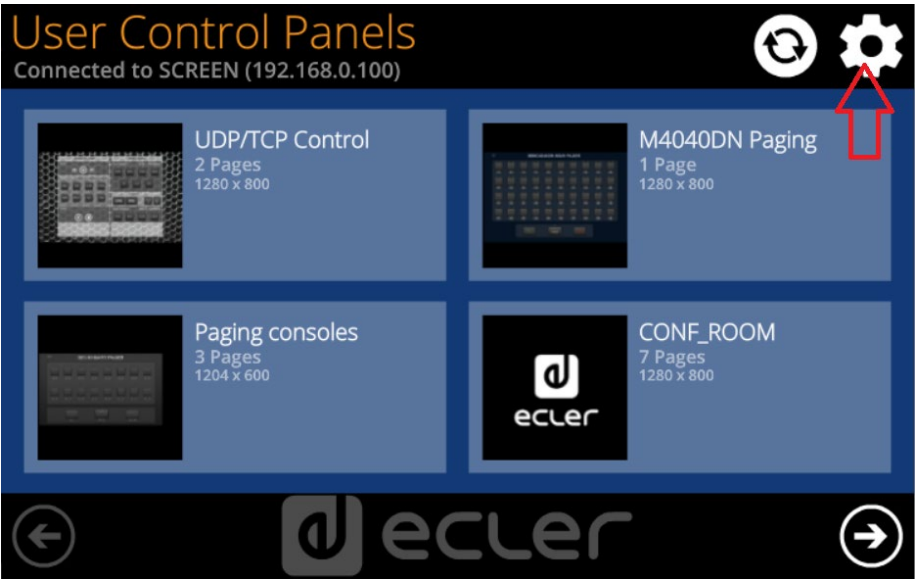 User Control Panels
Connected to SCREEN (192.168.0.100)
UDP/TCP Control
2 Pages
1280 x 800
M4040DN Paging
1 Page
1280 x 800
Paging consoles
3 Pages
1204 x 600
CONF_ROOM
7 Pages
1280 x 800
ecler
ecler